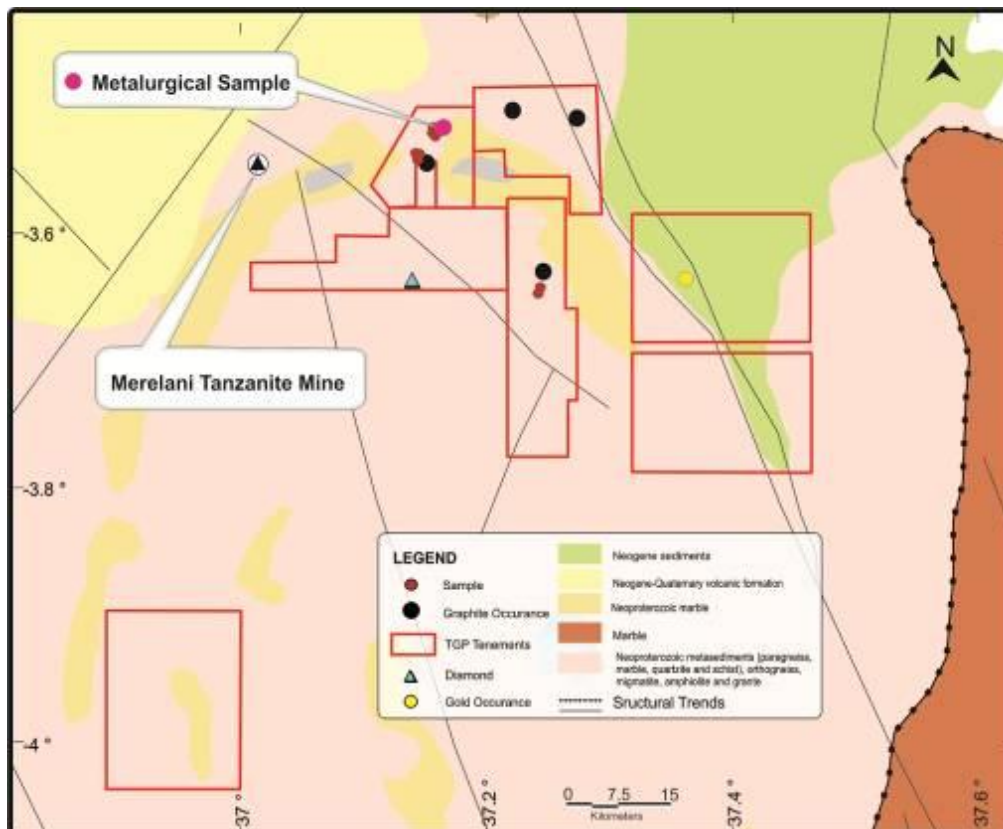 N
Metalurgical Sample
-3.6 °
Merelani Tanzanite Mine
-3.8 °
LEGEND
Sample
Graphite Occurance
TGP Tenements
Diamond
Gold Occurance
Neogene sediments
Neogene-Quaternary volcanic formation
Neoproterozoic marble
Marble
Neoproterozoic metasediments (paragneiss,
marble, quartzite and schist), orthogneiss,
migmatite, amphiolite and granite
Sructural Trends
-4 °
0 7.5 15
Kilometers
37 °
37.2 °
37.4 °
37.6 °